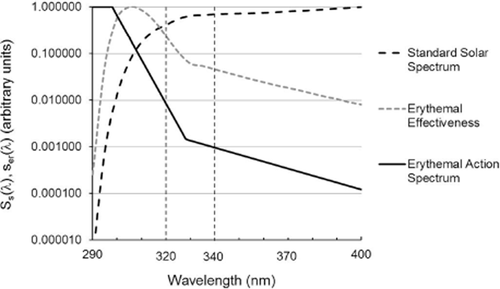 1.000000
0.100000
0.010000
0.001000
0.000100
0.000010
290
320
340
370
400
Wavelength (nm)
Sₛ(λ), sₑᵣ(λ) (arbitrary units)
Standard Solar
Spectrum
Erythemal
Effectiveness
Erythemal Action
Spectrum